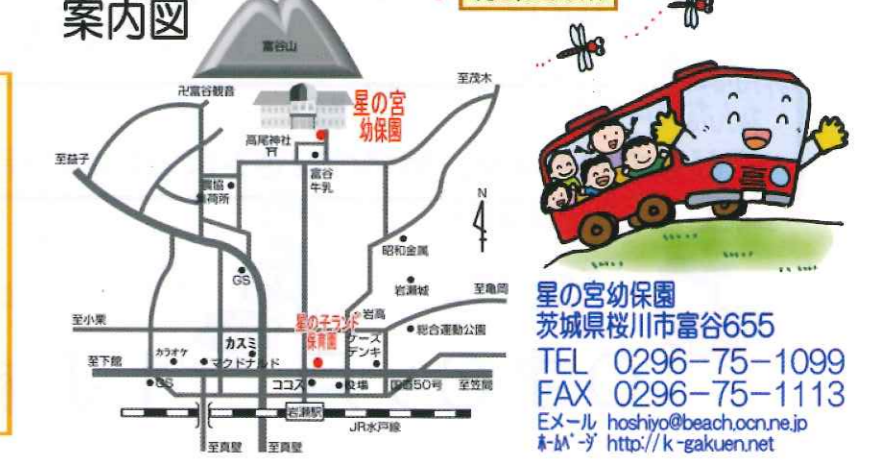 案内図
富谷山
卍富谷観音
至茂木
星の宮
幼保園
高尾神社
至益子
富谷
牛乳
農協
集荷所
N
昭和金属
GS
岩瀬城
至亀岡
至小栗
星の子ランド
保育園
岩高
総合運動公園
カスミ
ケーズ
デンキ
カラオケ
マクドナルド
至下館
GS
ココス
役場
国道50号
至笠間
岩瀬駅
JR水戸線
至真壁
至真壁
星の宮幼保園
茨城県桜川市富谷655
TEL 0296-75-1099
FAX 0296-75-1113
Eメール hoshiyo@beach.ocn.ne.jp
ホームページ http://k-gakuen.net